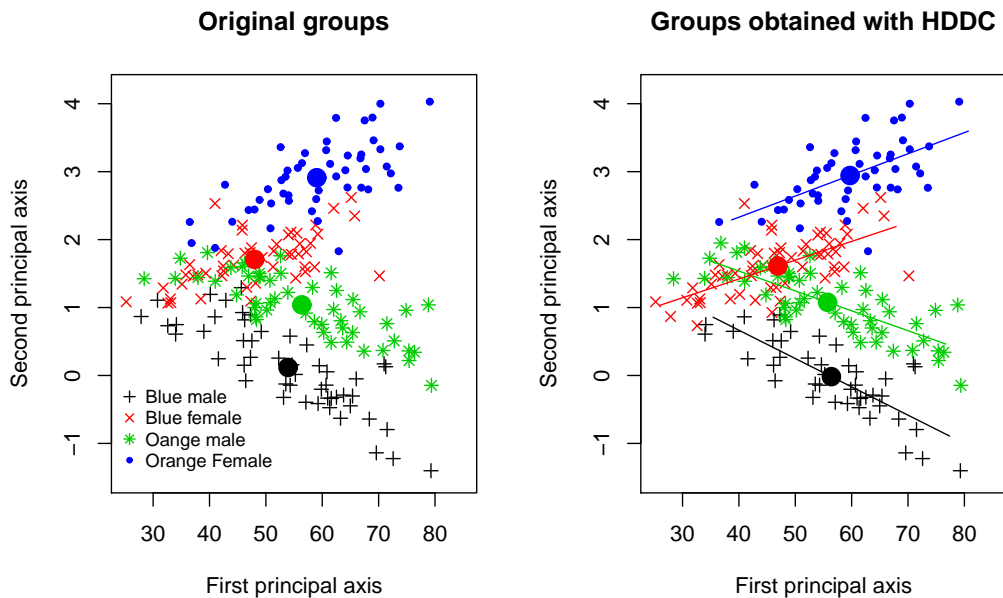 Original groups
Second principal axis
4
3
2
1
0
−1
Blue male
Blue female
Oange male
Orange Female
30 40 50 60 70 80
First principal axis
Groups obtained with HDDC
Second principal axis
4
3
2
1
0
−1
30 40 50 60 70 80
First principal axis